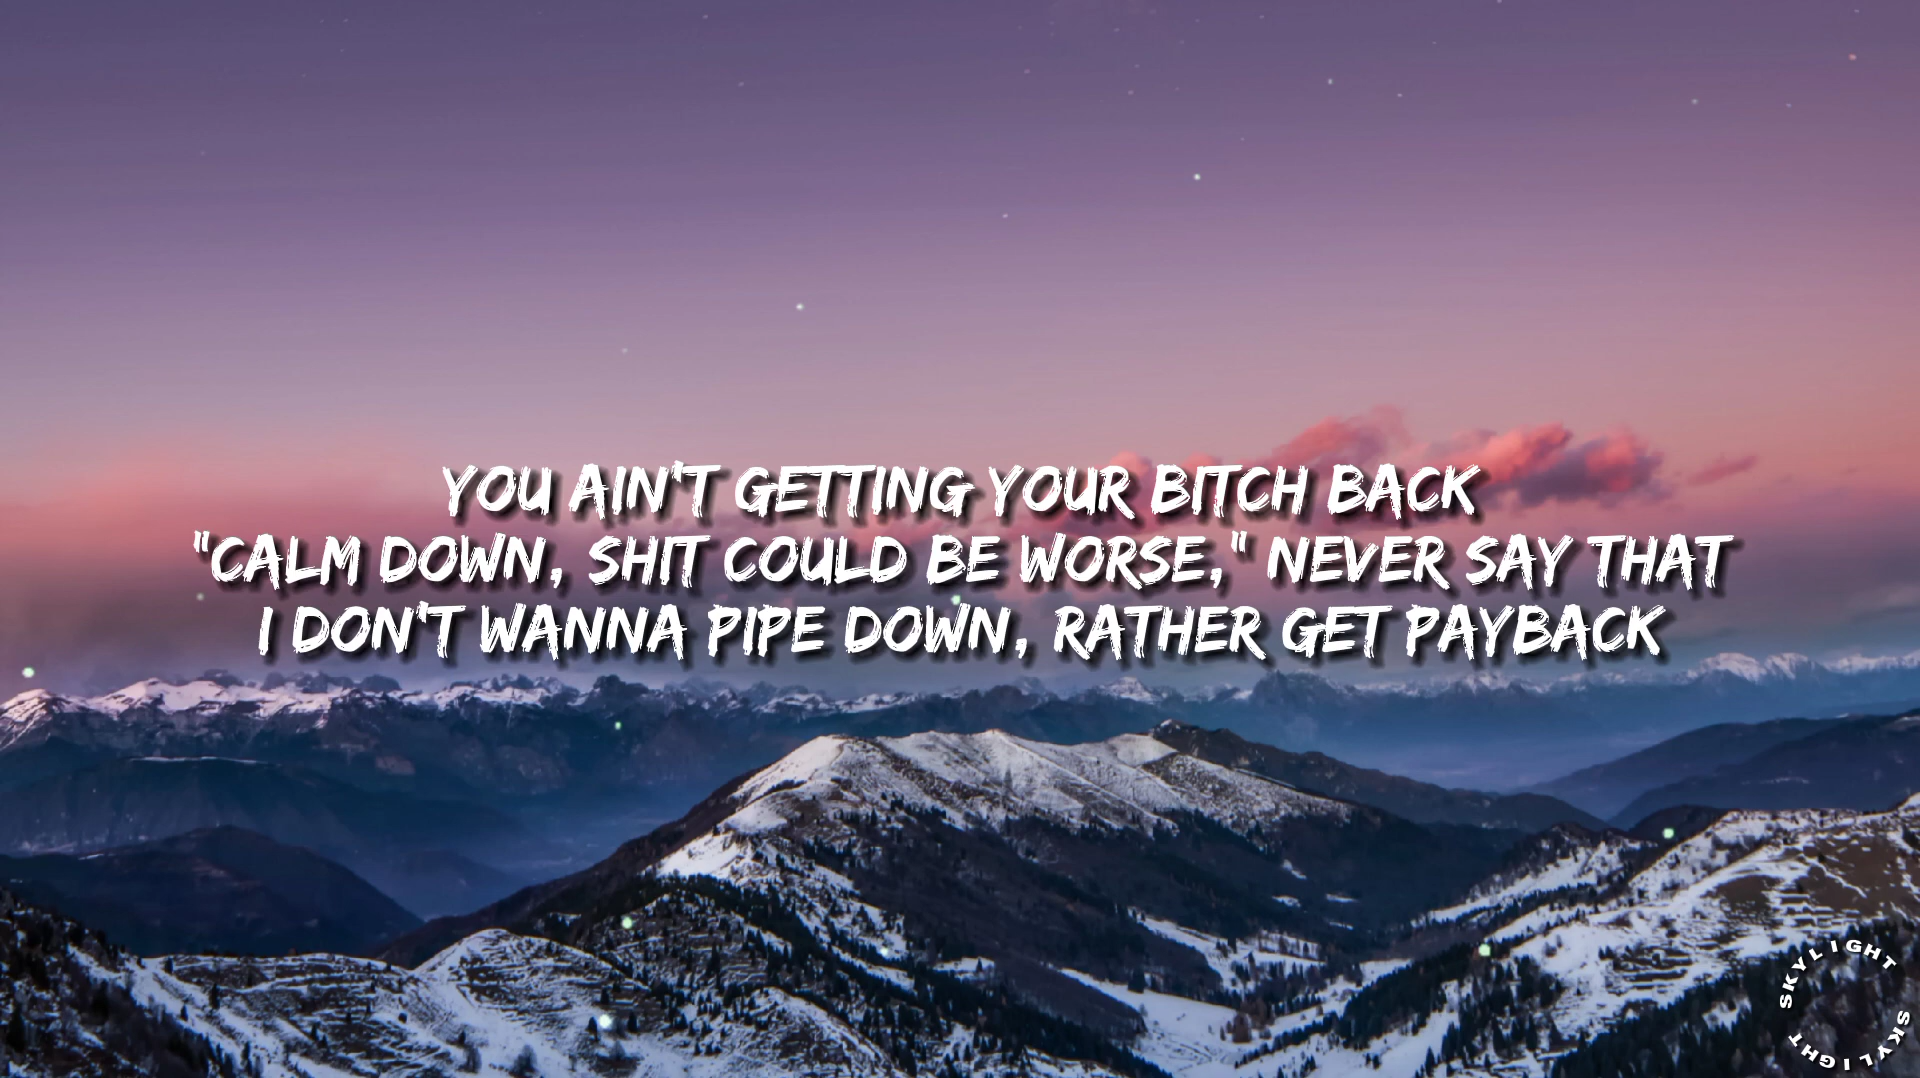 YOU AIN'T GETTING YOUR BITCH BACK
"CALM DOWN, SHIT COULD BE WORSE," NEVER SAY THAT
I DON'T WANNA PIPE DOWN, RATHER GET PAYBACK
SKYLIGHT SKYLIGHT